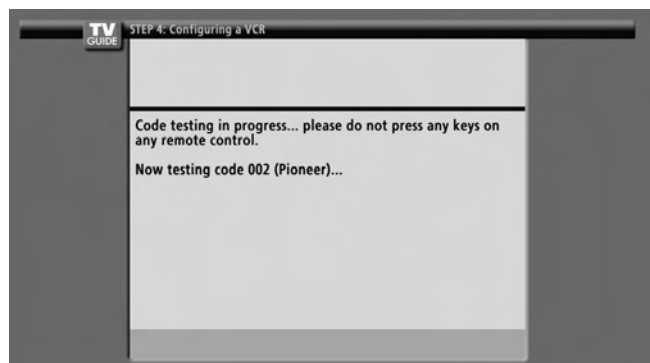 TV
GUIDE
STEP 4: Configuring a VCR
Code testing in progress... please do not press any keys on
any remote control.
Now testing code 002 (Pioneer)...